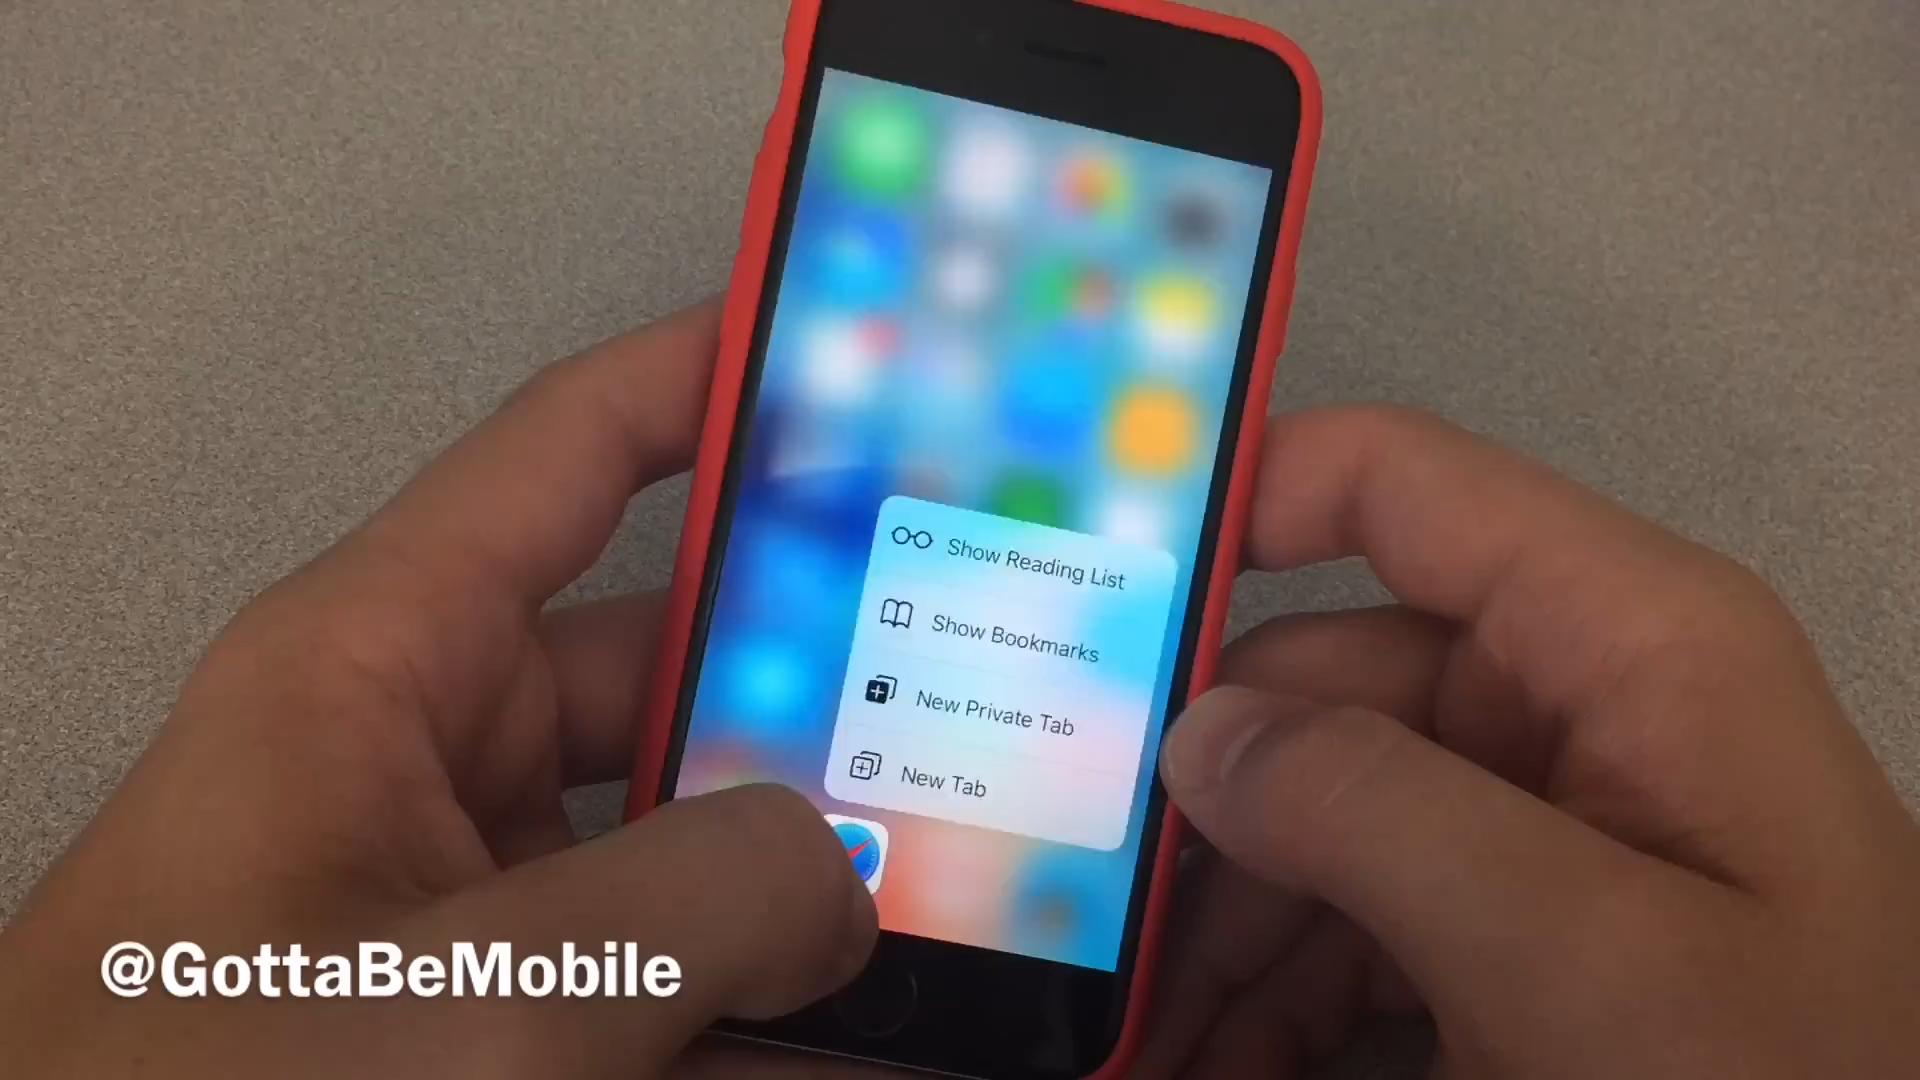 Show Reading List
Show Bookmarks
New Private Tab
New Tab
@GottaBeMobile